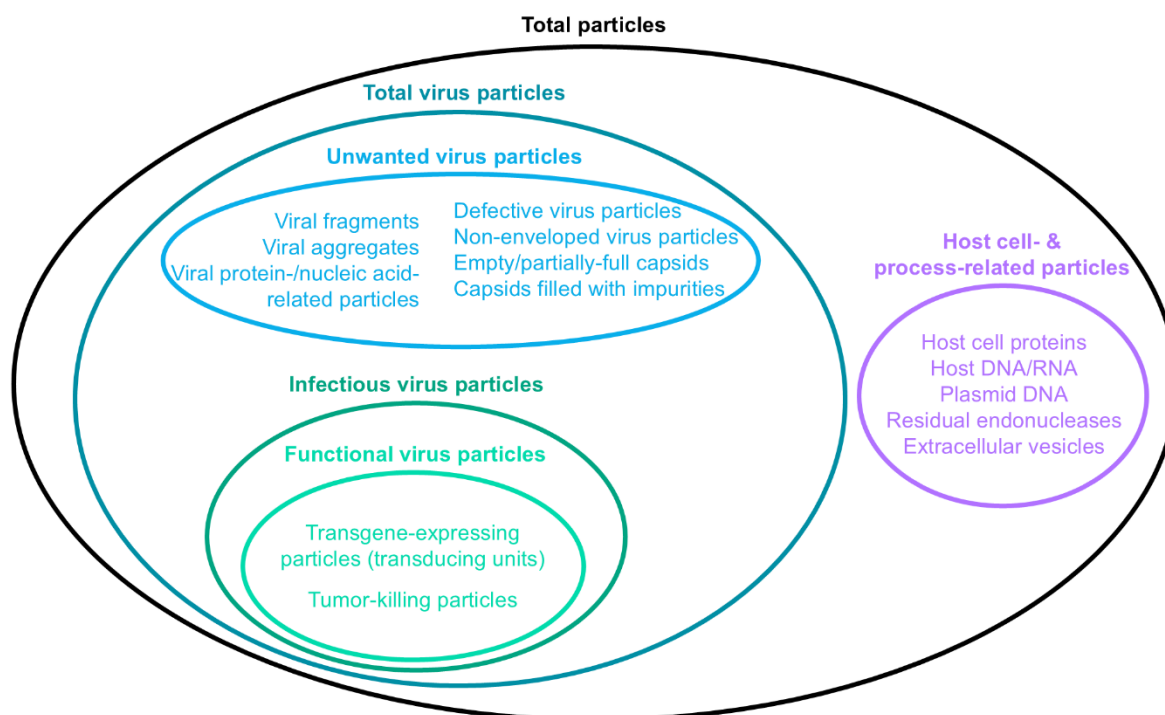 Total particles
Total virus particles
Unwanted virus particles
Viral fragments
Viral aggregates
Viral protein-/nucleic acid-
related particles
Defective virus particles
Non-enveloped virus particles
Empty/partially-full capsids
Capsids filled with impurities
Host cell- &
process-related particles
Host cell proteins
Host DNA/RNA
Plasmid DNA
Residual endonucleases
Extracellular vesicles
Infectious virus particles
Functional virus particles
Transgene-expressing
particles (transducing units)
Tumor-killing particles